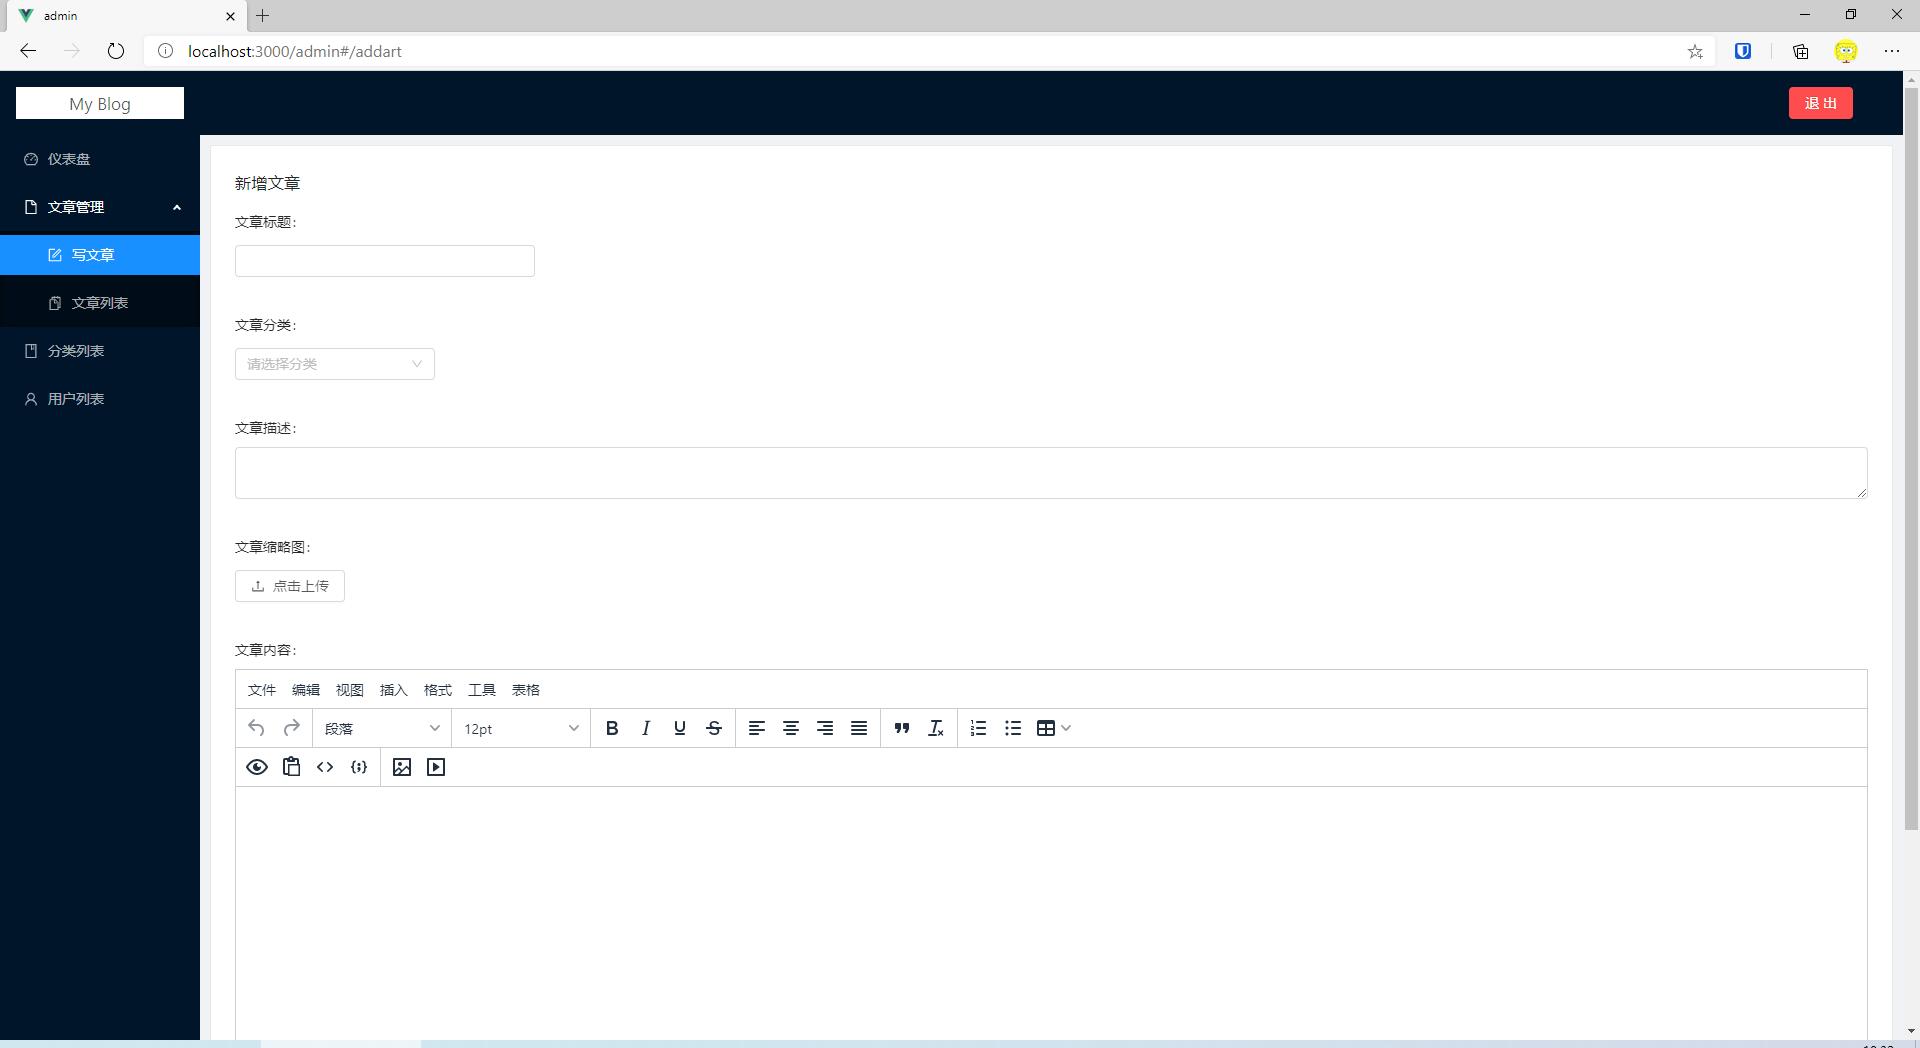 admin
localhost:3000/admin#/addart
My Blog
退 出
仪表盘
文章管理
写文章
文章列表
分类列表
用户列表
新增文章
文章标题：
文章分类：
请选择分类
文章描述：
文章缩略图：
点击上传
文章内容：
文件 编辑 视图 插入 格式 工具 表格
段落 12pt